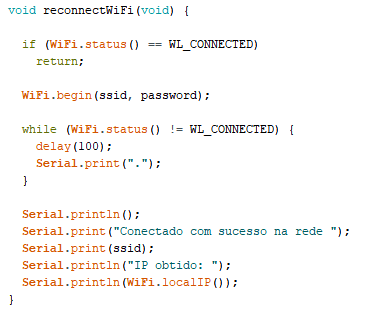 void reconnectWiFi(void) {
if (WiFi.status() == WL_CONNECTED)
return;
WiFi.begin(ssid, password);
while (WiFi.status() != WL_CONNECTED) {
delay(100);
Serial.print(".");
}
Serial.println();
Serial.print("Conectado com sucesso na rede ");
Serial.print(ssid);
Serial.println("IP obtido: ");
Serial.println(WiFi.localIP());
}